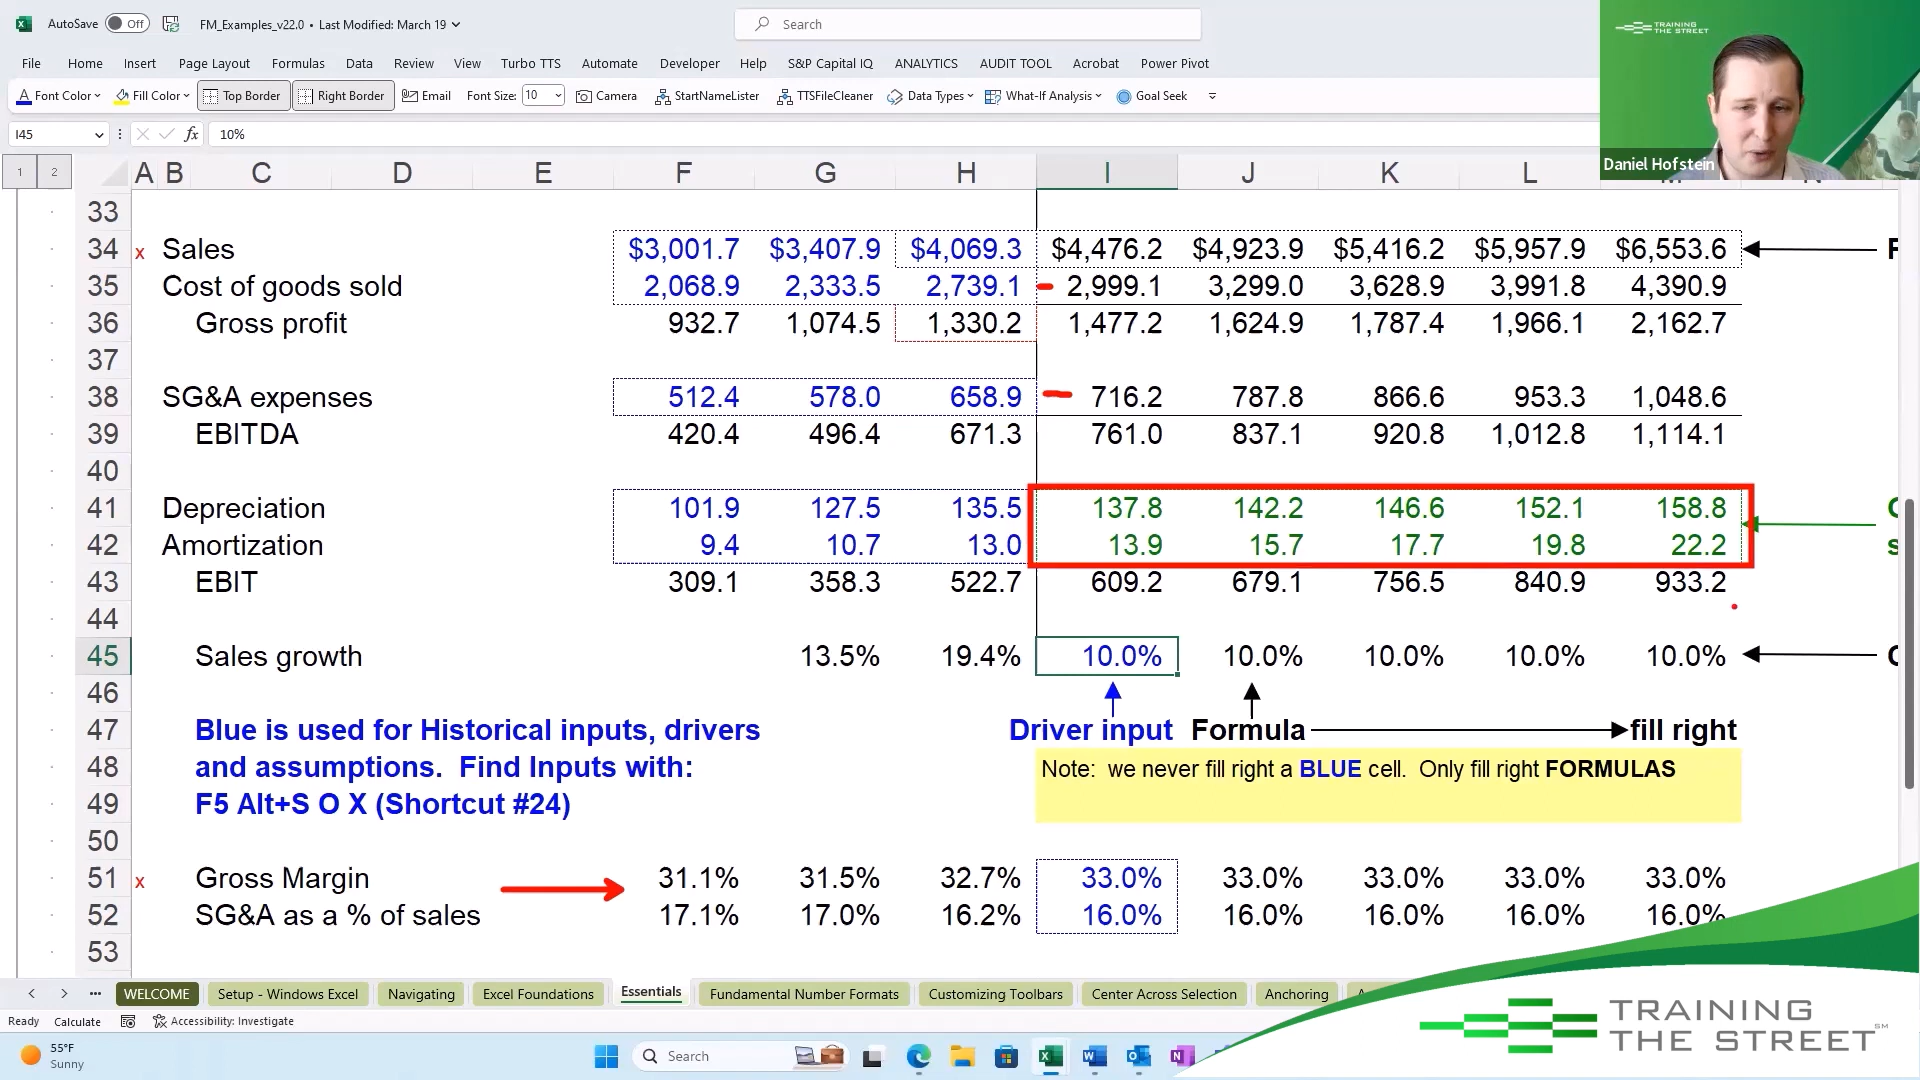 AutoSave Off FM_Examples_v22.0 • Last Modified: March 19 Search
TRAINING THE STREET
File Home Insert Page Layout Formulas Data Review View Turbo TTS Automate Developer Help S&P Capital IQ ANALYTICS AUDIT TOOL Acrobat Power Pivot
Font Color Fill Color Top Border Right Border Email Font Size: 10 Camera StartNameLister TTSFileCleaner Data Types What-If Analysis Goal Seek
I45 fx 10%
Daniel Hofstein
1 2 A B C D E F G H I J K L
33
34 x Sales $3,001.7 $3,407.9 $4,069.3 $4,476.2 $4,923.9 $5,416.2 $5,957.9 $6,553.6
35 Cost of goods sold 2,068.9 2,333.5 2,739.1 2,999.1 3,299.0 3,628.9 3,991.8 4,390.9
36 Gross profit 932.7 1,074.5 1,330.2 1,477.2 1,624.9 1,787.4 1,966.1 2,162.7
37
38 SG&A expenses 512.4 578.0 658.9 716.2 787.8 866.6 953.3 1,048.6
39 EBITDA 420.4 496.4 671.3 761.0 837.1 920.8 1,012.8 1,114.1
40
41 Depreciation 101.9 127.5 135.5 137.8 142.2 146.6 152.1 158.8
42 Amortization 9.4 10.7 13.0 13.9 15.7 17.7 19.8 22.2
43 EBIT 309.1 358.3 522.7 609.2 679.1 756.5 840.9 933.2
44
45 Sales growth 13.5% 19.4% 10.0% 10.0% 10.0% 10.0% 10.0%
46
47 Blue is used for Historical inputs, drivers Driver input Formula fill right
48 and assumptions. Find Inputs with: Note: we never fill right a BLUE cell. Only fill right FORMULAS
49 F5 Alt+S O X (Shortcut #24)
50
51 x Gross Margin 31.1% 31.5% 32.7% 33.0% 33.0% 33.0% 33.0% 33.0%
52 SG&A as a % of sales 17.1% 17.0% 16.2% 16.0% 16.0% 16.0% 16.0% 16.0%
53
WELCOME Setup - Windows Excel Navigating Excel Foundations Essentials Fundamental Number Formats Customizing Toolbars Center Across Selection Anchoring
Ready Calculate Accessibility: Investigate
TRAINING
THE STREET SM
55°F
Sunny
Search